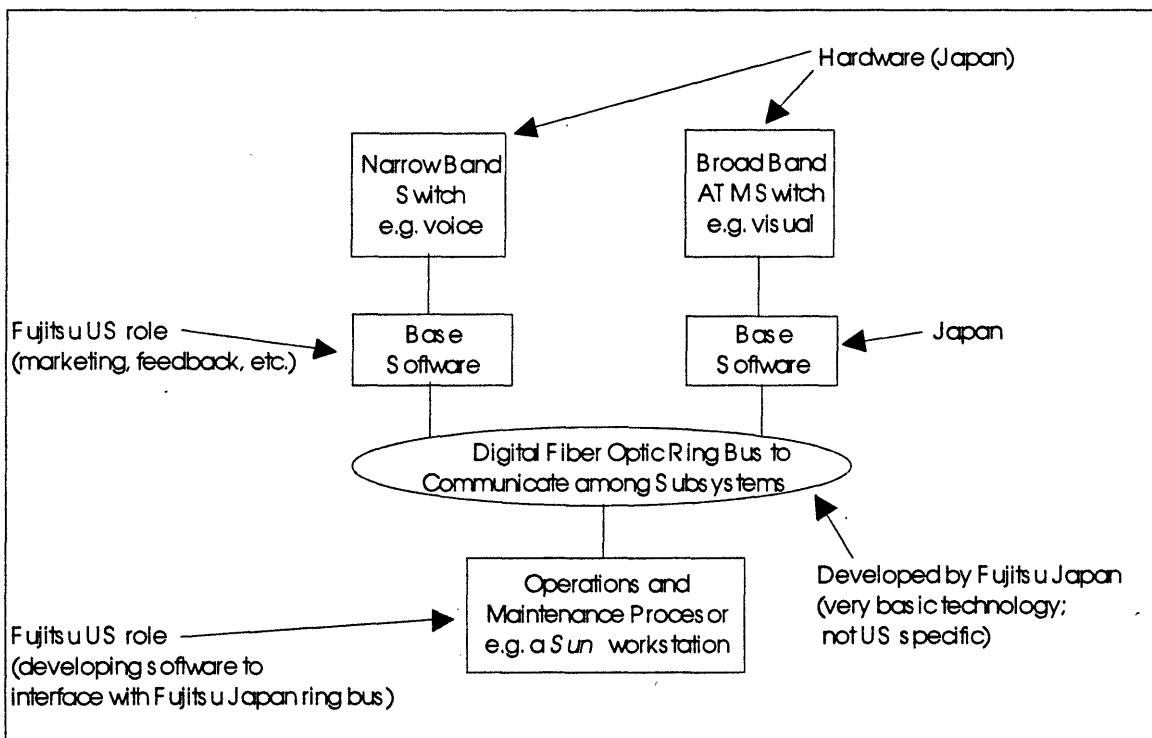 Hardware (Japan)
Narrow Band
Switch
e.g. voice
Broad Band
ATM Switch
e.g. visual
Fujitsu US role
(marketing, feedback, etc.)
Base
Software
Base
Software
Japan
Digital Fiber Optic Ring Bus to
Communicate among Subsystems
Operations and
Maintenance Procesor
e.g. a Sun workstation
Developed by Fujitsu Japan
(very basic technology;
not US specific)
Fujitsu US role
(developing software to
interface with Fujitsu Japan ring bus)